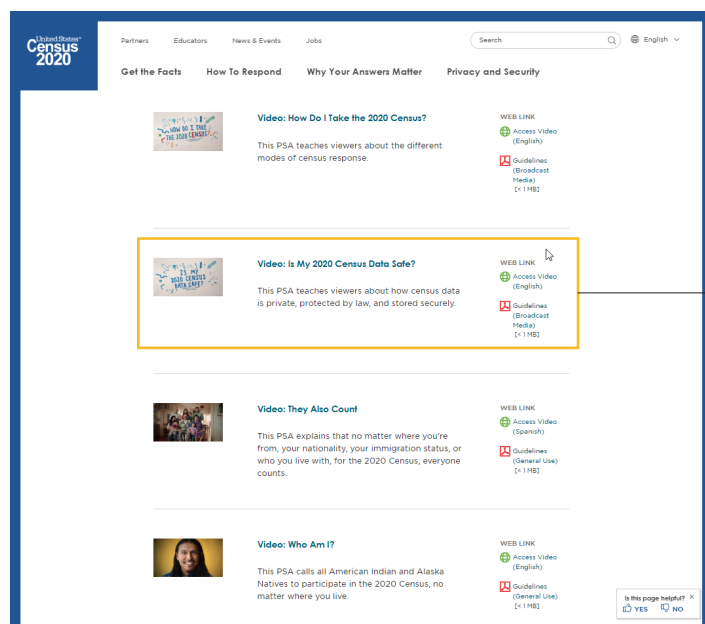 United States®
Census
2020
Partners Educators News & Events Jobs
Search
English
Get the Facts How To Respond Why Your Answers Matter Privacy and Security
HOW DO I TAKE
THE 2020 CENSUS?
Video: How Do I Take the 2020 Census?
This PSA teaches viewers about the different
modes of census response.
WEB LINK
Access Video
(English)
Guidelines
(Broadcast
Media)
[< 1 MB]
IS MY
2020 CENSUS
DATA SAFE?
Video: Is My 2020 Census Data Safe?
This PSA teaches viewers about how census data
is private, protected by law, and stored securely.
WEB LINK
Access Video
(English)
Guidelines
(Broadcast
Media)
[< 1 MB]
Video: They Also Count
This PSA explains that no matter where you're
from, your nationality, your immigration status, or
who you live with, for the 2020 Census, everyone
counts.
WEB LINK
Access Video
(Spanish)
Guidelines
(General Use)
[< 1 MB]
Video: Who Am I?
This PSA calls all American Indian and Alaska
Natives to participate in the 2020 Census, no
matter where you live.
WEB LINK
Access Video
(English)
Guidelines
(General Use)
[< 1 MB]
Is this page helpful? ×
YES NO